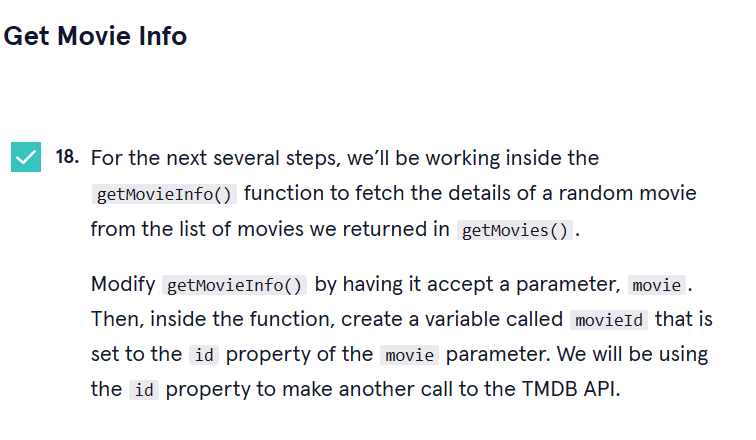 Get Movie Info
18. For the next several steps, we’ll be working inside the
getMovieInfo() function to fetch the details of a random movie
from the list of movies we returned in getMovies().
Modify getMovieInfo() by having it accept a parameter, movie.
Then, inside the function, create a variable called movieId that is
set to the id property of the movie parameter. We will be using
the id property to make another call to the TMDB API.